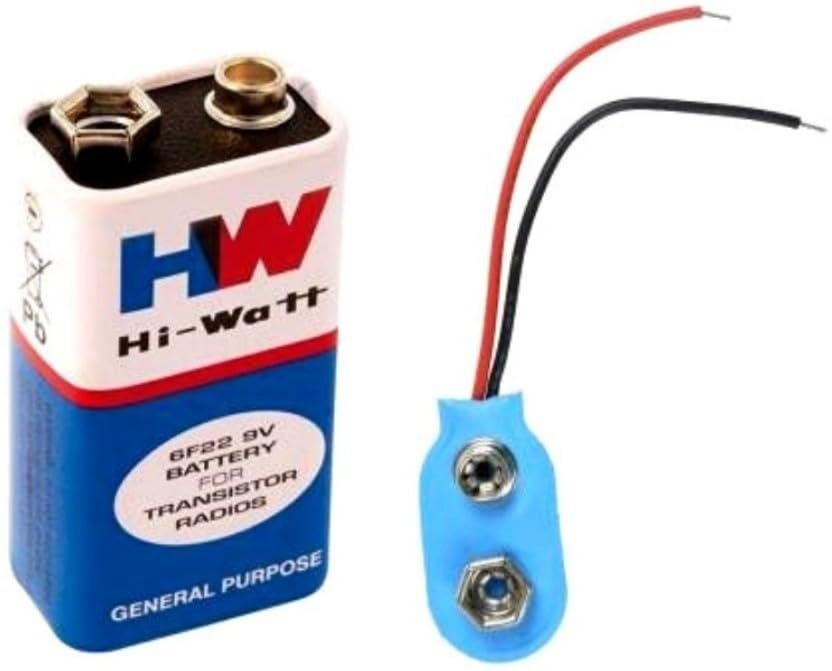 HW
Hi-Watt
6F22 9V
BATTERY
FOR
TRANSISTOR
RADIOS
GENERAL PURPOSE
Pb